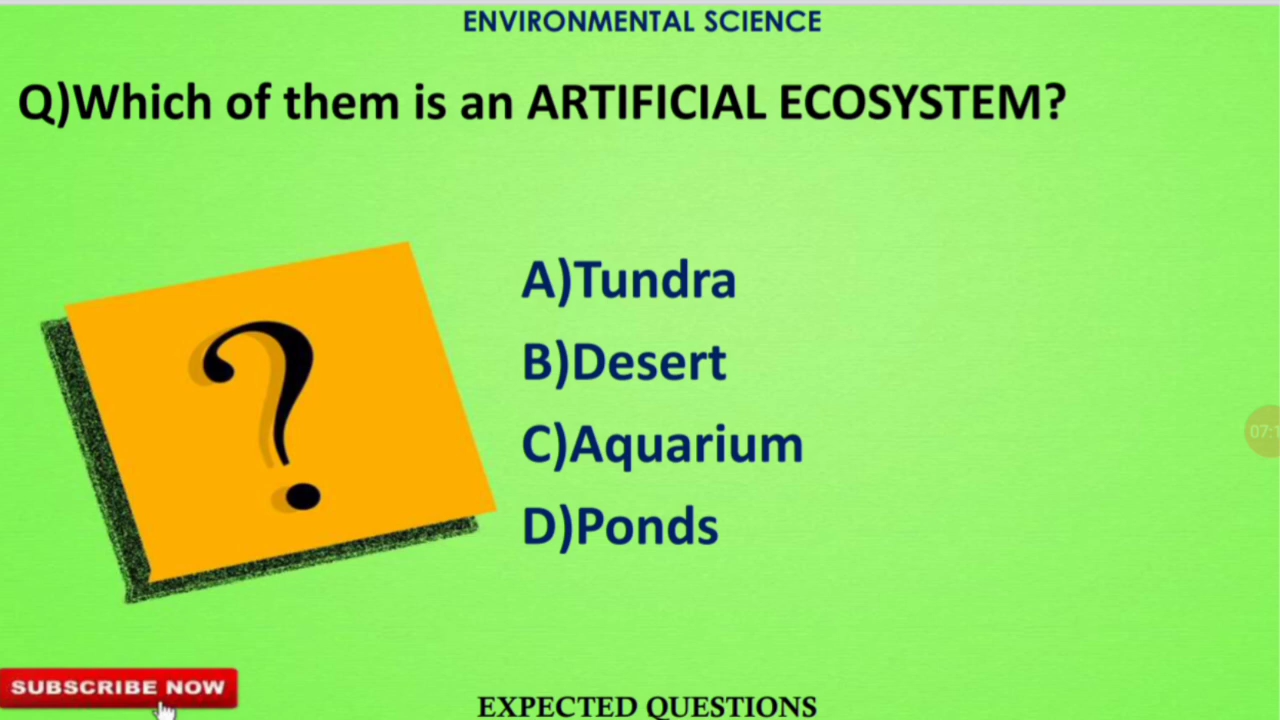 ENVIRONMENTAL SCIENCE
Q)Which of them is an ARTIFICIAL ECOSYSTEM?
?
A)Tundra
B)Desert
C)Aquarium
D)Ponds
SUBSCRIBE NOW
EXPECTED QUESTIONS